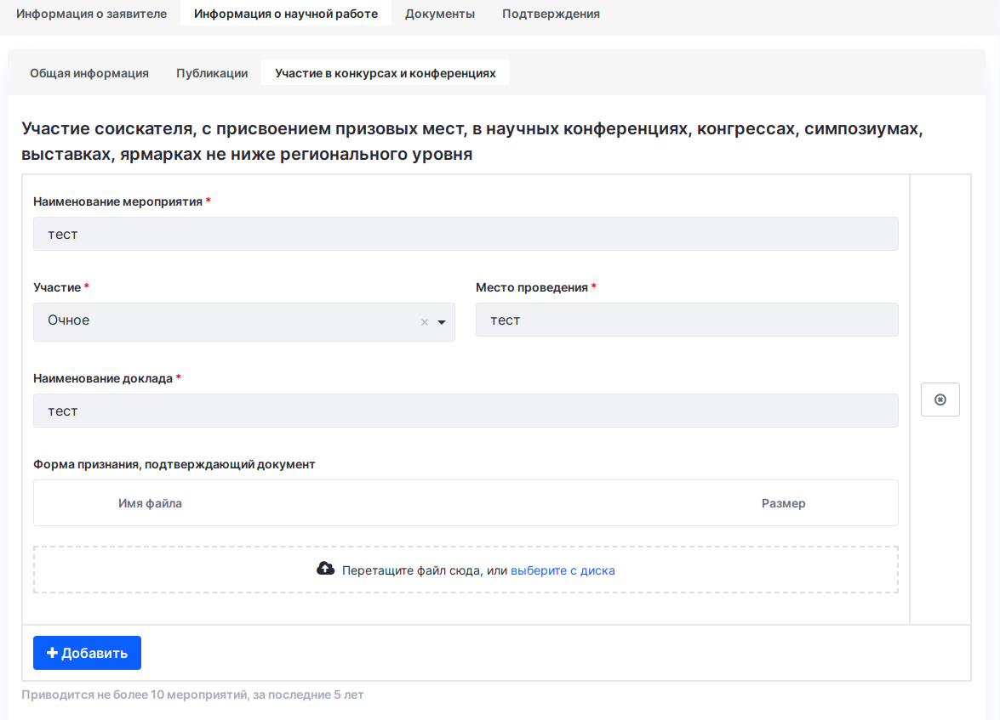 Информация о заявителе Информация о научной работе Документы Подтверждения
Общая информация Публикации Участие в конкурсах и конференциях
Участие соискателя, с присвоением призовых мест, в научных конференциях, конгрессах, симпозиумах,
выставках, ярмарках не ниже регионального уровня
Наименование мероприятия *
тест
Участие * Место проведения *
Очное × тест
Наименование доклада *
тест
Форма признания, подтверждающий документ
Имя файла Размер
Перетащите файл сюда, или выберите с диска
+ Добавить
Приводится не более 10 мероприятий, за последние 5 лет